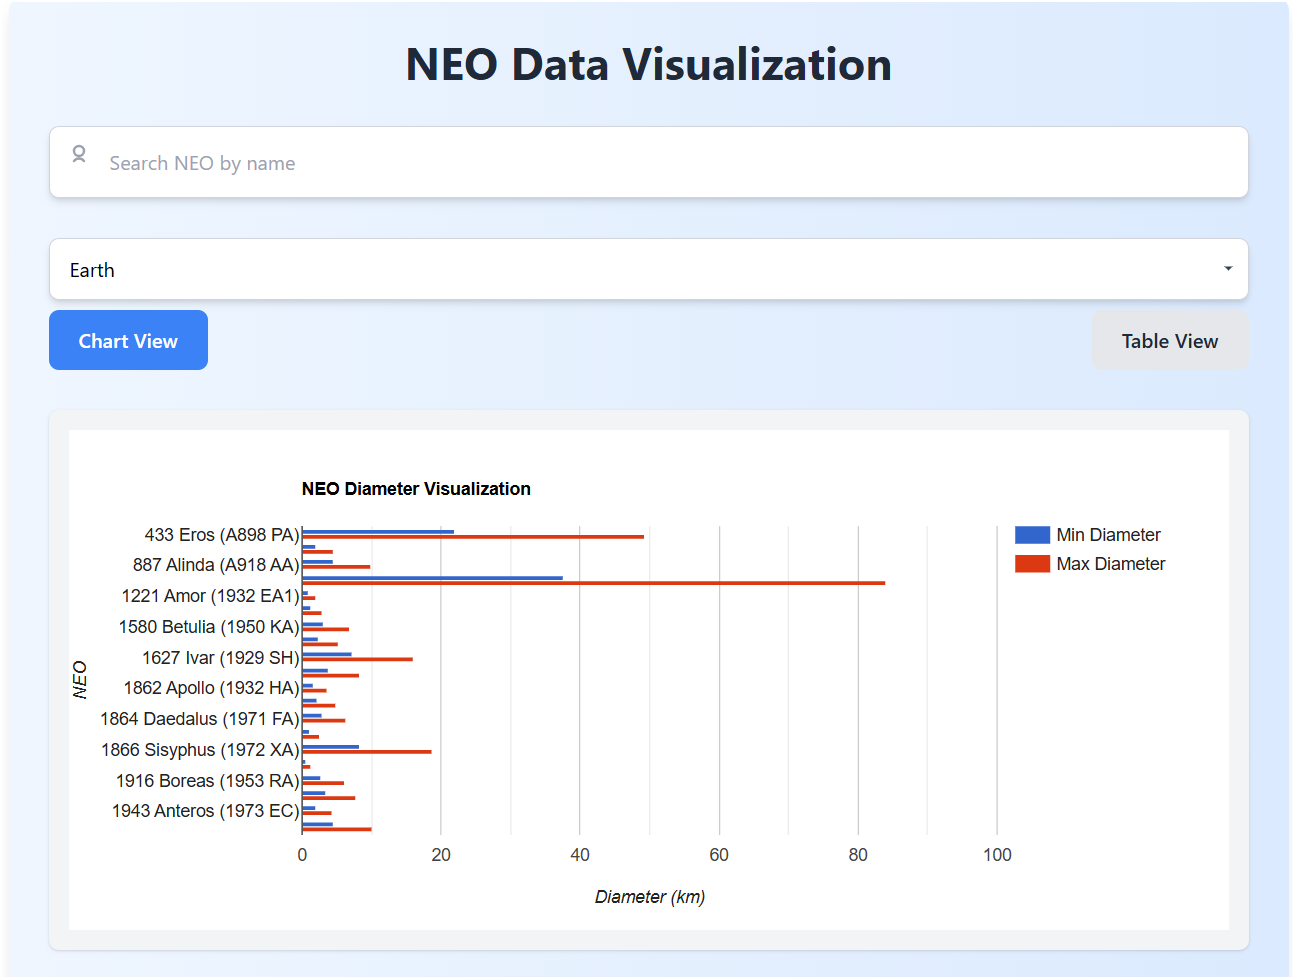 NEO Data Visualization
Search NEO by name
Earth
Chart View
Table View
NEO Diameter Visualization
433 Eros (A898 PA)
887 Alinda (A918 AA)
1221 Amor (1932 EA1)
1580 Betulia (1950 KA)
1627 Ivar (1929 SH)
1862 Apollo (1932 HA)
1864 Daedalus (1971 FA)
1866 Sisyphus (1972 XA)
1916 Boreas (1953 RA)
1943 Anteros (1973 EC)
NEO
0 20 40 60 80 100
Diameter (km)
Min Diameter
Max Diameter